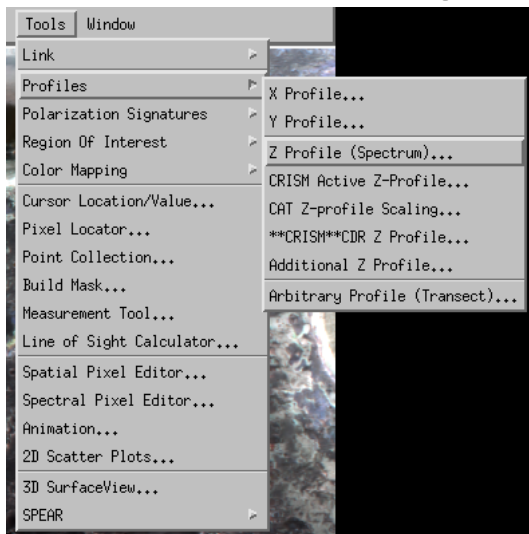 Tools Window
Link
Profiles
Polarization Signatures
Region Of Interest
Color Mapping
Cursor Location/Value...
Pixel Locator...
Point Collection...
Build Mask...
Measurement Tool...
Line of Sight Calculator...
Spatial Pixel Editor...
Spectral Pixel Editor...
Animation...
2D Scatter Plots...
3D SurfaceView...
SPEAR
X Profile...
Y Profile...
Z Profile (Spectrum)...
CRISM Active Z-Profile...
CAT Z-profile Scaling...
**CRISM**CDR Z Profile...
Additional Z Profile...
Arbitrary Profile (Transect)...